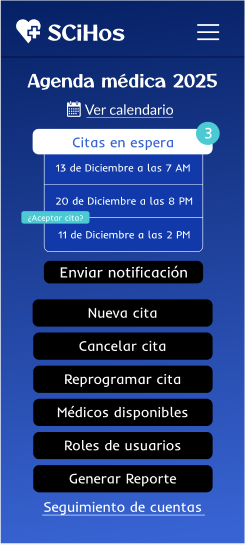 SCiHos
Agenda médica 2025
Ver calendario
Citas en espera
3
13 de Diciembre a las 7 AM
20 de Diciembre a las 8 PM
¿Aceptar cita?
11 de Diciembre a las 2 PM
Enviar notificación
Nueva cita
Cancelar cita
Reprogramar cita
Médicos disponibles
Roles de usuarios
Generar Reporte
Seguimiento de cuentas